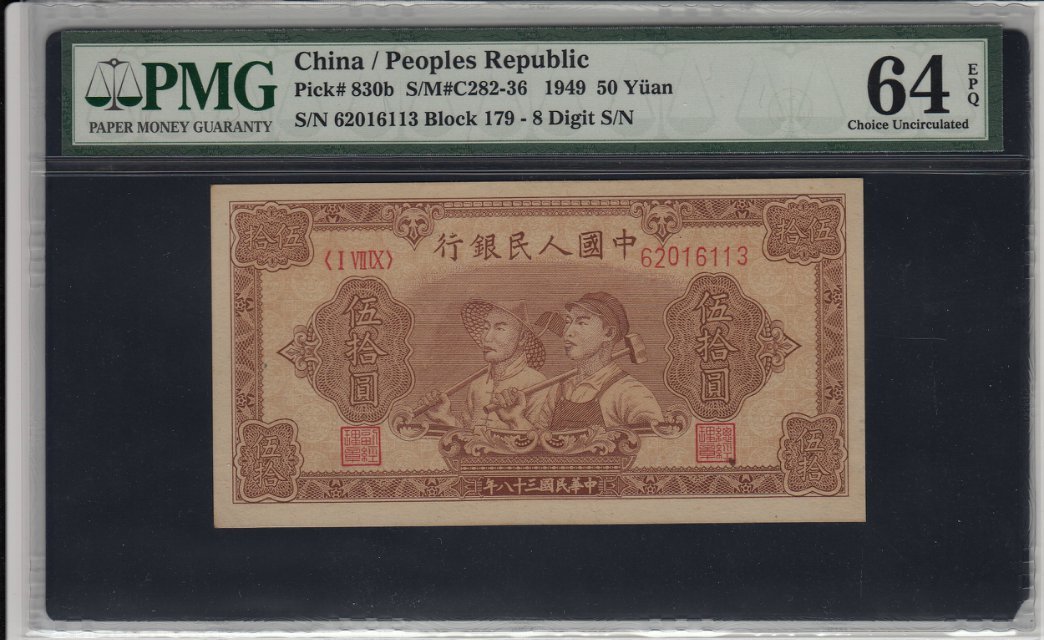 PMG
PAPER MONEY GUARANTY
China / Peoples Republic
Pick# 830b S/M#C282-36 1949 50 Yüan
S/N 62016113 Block 179 - 8 Digit S/N
64 EPQ
Choice Uncirculated
伍拾
伍拾
行銀民人國中
〈I VII IX〉
62016113
伍拾圓
伍拾圓
伍拾
伍拾
年八十三國民華中